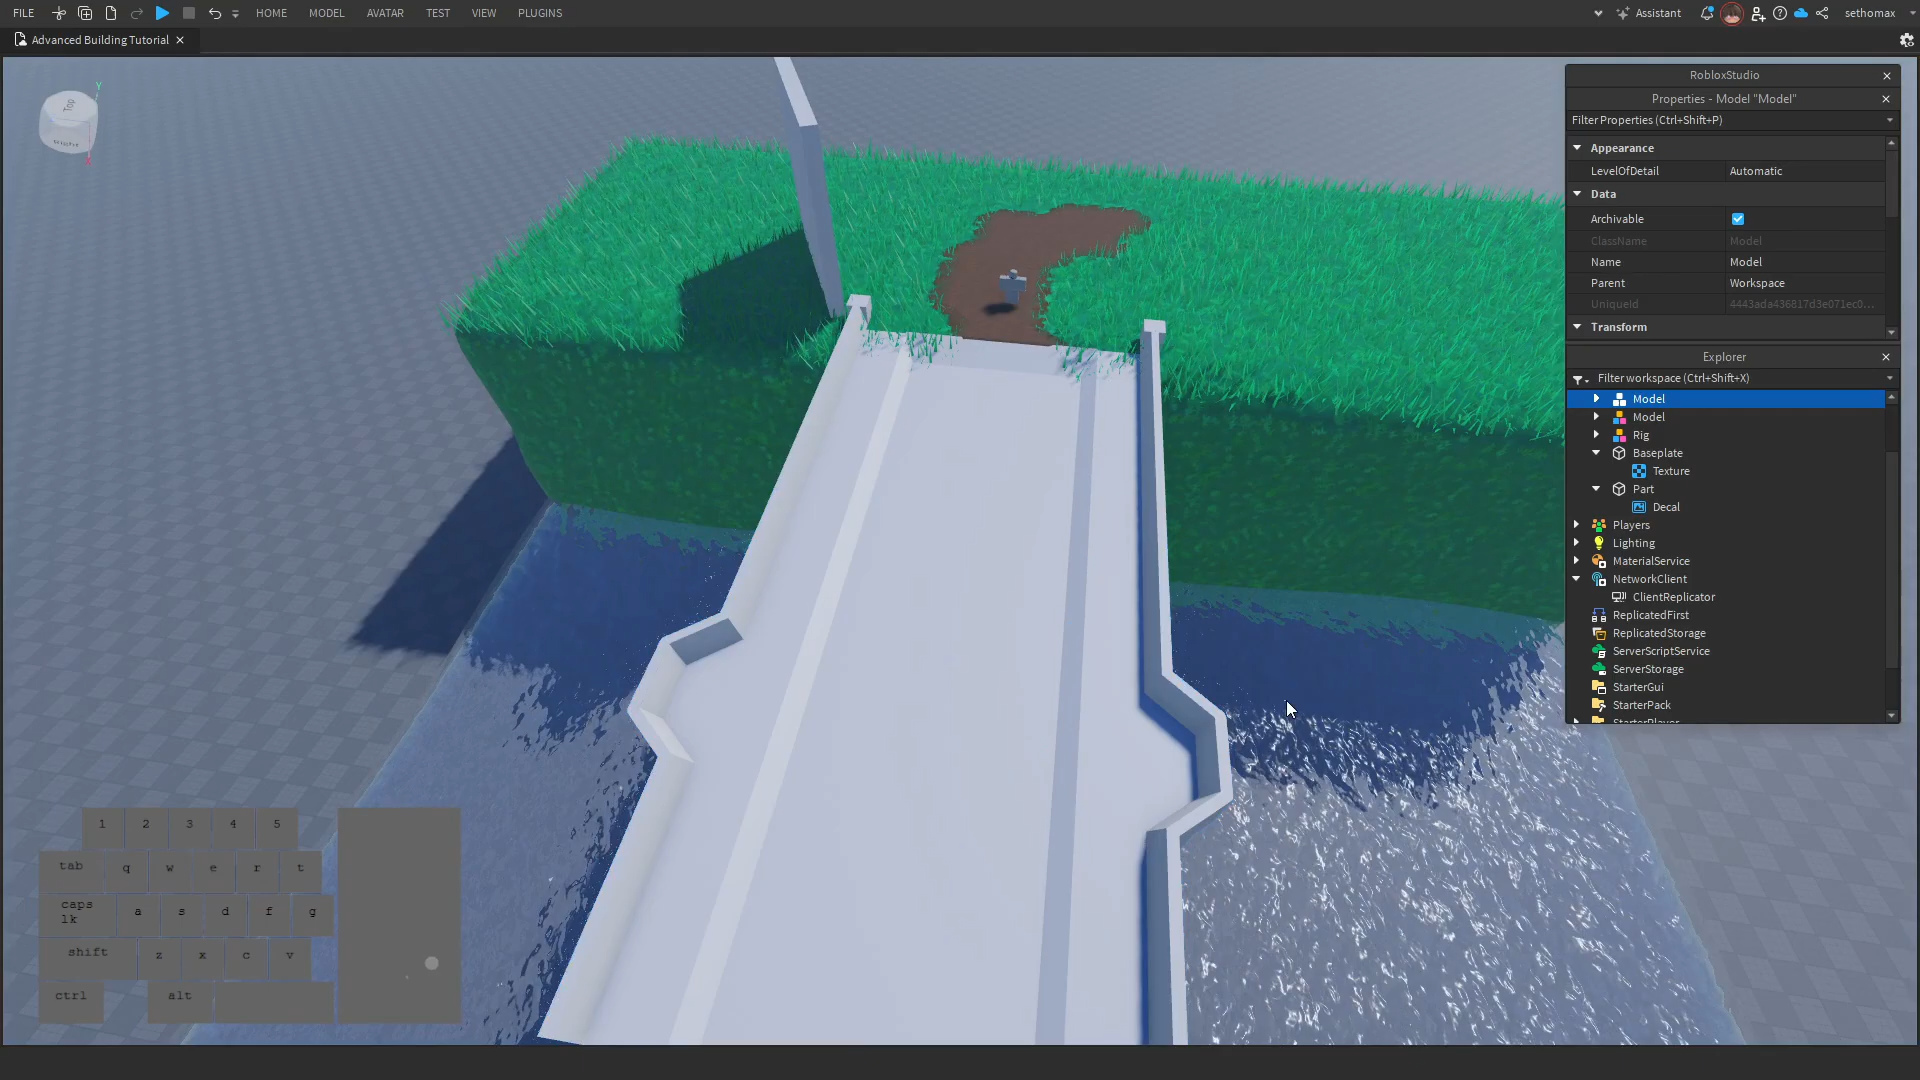 FILE
HOME
MODEL
AVATAR
TEST
VIEW
PLUGINS
Assistant
sethomax
Advanced Building Tutorial
Top
Y
X
RobloxStudio
Properties - Model "Model"
Filter Properties (Ctrl+Shift+P)
Appearance
LevelOfDetail Automatic
Data
Archivable
ClassName Model
Name Model
Parent Workspace
UniqueId 4443ada436817d3e071ec0...
Transform
Explorer
Filter workspace (Ctrl+Shift+X)
Model
Model
Rig
Baseplate
Texture
Part
Decal
Players
Lighting
MaterialService
NetworkClient
ClientReplicator
ReplicatedFirst
ReplicatedStorage
ServerScriptService
ServerStorage
StarterGui
StarterPack
StarterPlayer
1 2 3 4 5
tab q w e r t
caps
lk a s d f g
shift z x c v
ctrl alt